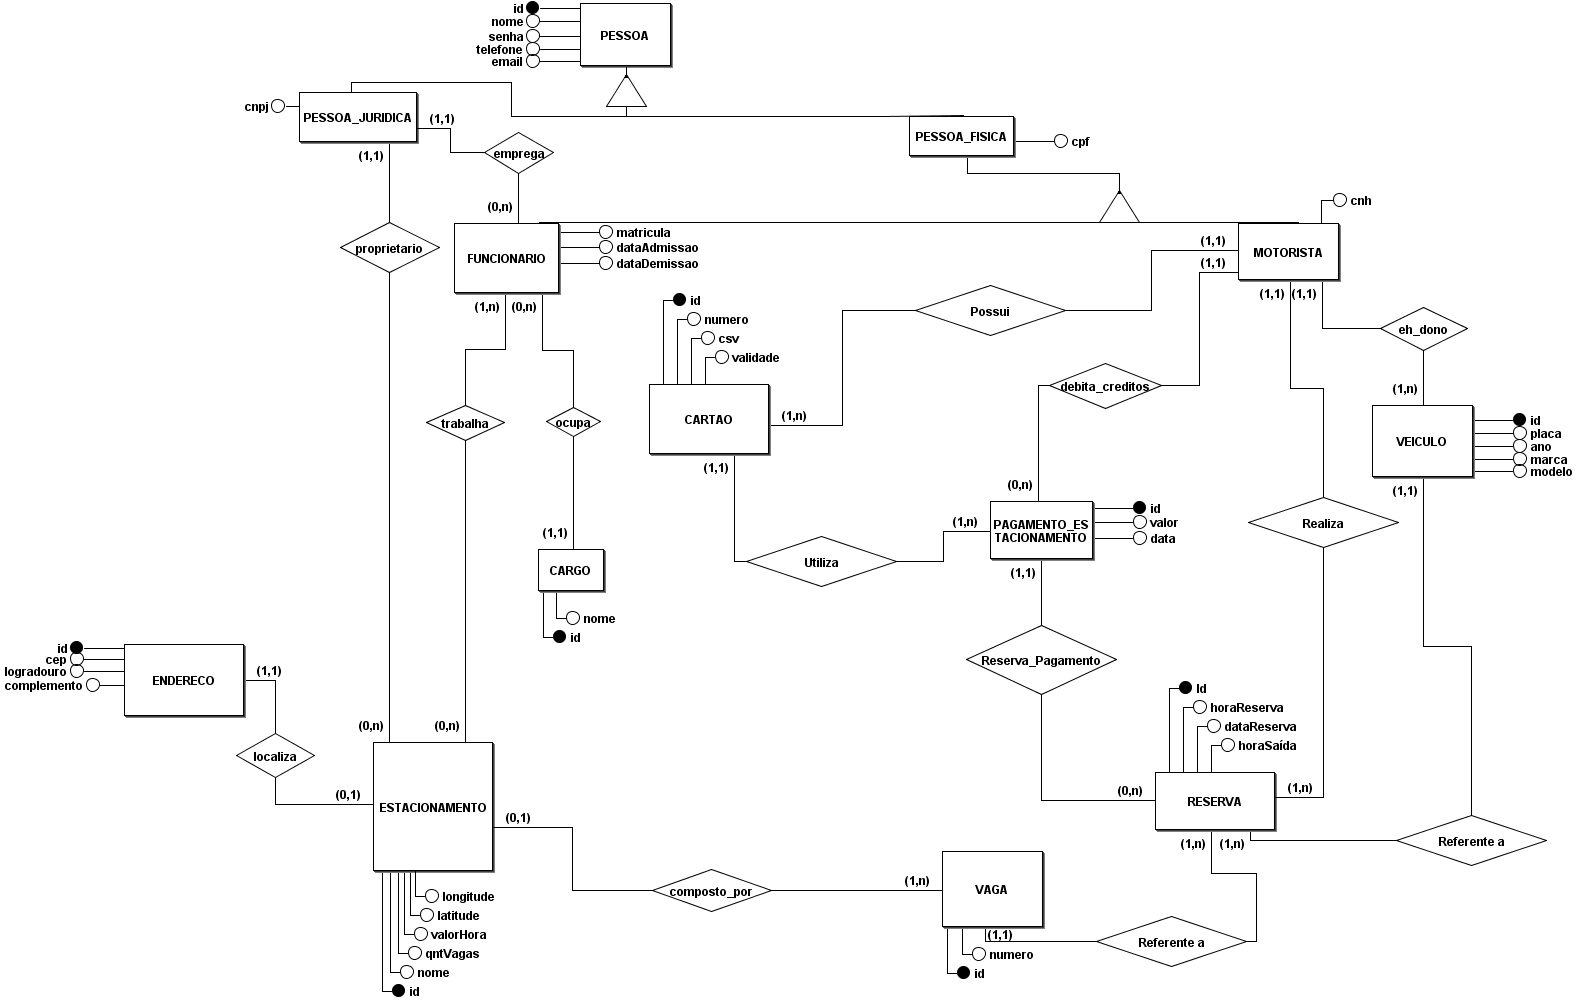 id
nome
senha
telefone
email
PESSOA
cnpj
PESSOA_JURIDICA
(1,1)
(1,1)
emprega
(0,n)
PESSOA_FISICA
cpf
cnh
proprietario
FUNCIONARIO
matricula
dataAdmissao
dataDemissao
(1,n)
(0,n)
MOTORISTA
(1,1)
(1,1)
(1,1)
(1,1)
Possui
eh_dono
(1,n)
id
numero
csv
validade
CARTAO
(1,n)
(1,1)
debita_creditos
(0,n)
trabalha
ocupa
(1,1)
CARGO
nome
id
VEICULO
id
placa
ano
marca
modelo
(1,1)
PAGAMENTO_ES
TACIONAMENTO
id
valor
data
(1,n)
(1,1)
Utiliza
Realiza
Reserva_Pagamento
id
cep
logradouro
complemento
ENDERECO
(1,1)
localiza
(0,1)
(0,n)
(0,n)
ESTACIONAMENTO
(0,1)
longitude
latitude
valorHora
qntVagas
nome
id
composto_por
(1,n)
VAGA
(1,1)
numero
id
Id
horaReserva
dataReserva
horaSaída
RESERVA
(0,n)
(1,n)
(1,n)
(1,n)
Referente a
Referente a